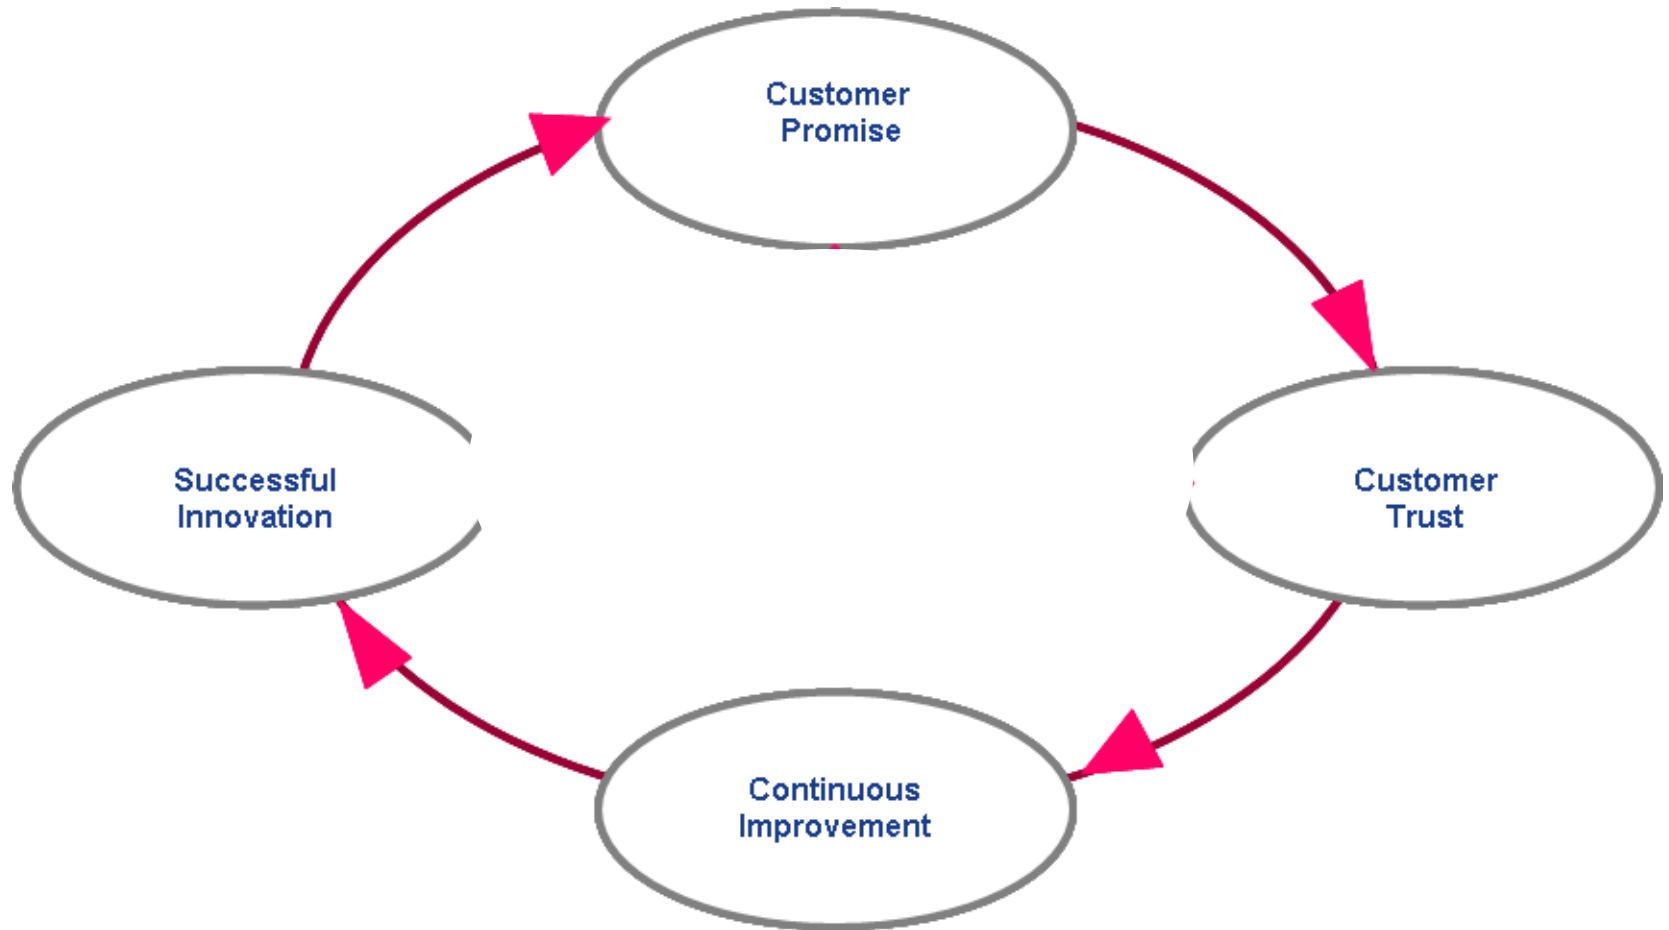 Customer
Promise
Successful
Innovation
Customer
Trust
Continuous
Improvement